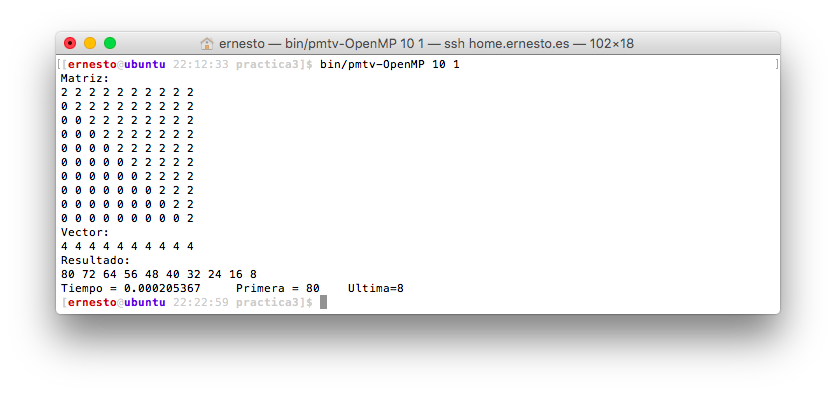 ernesto — bin/pmtv-OpenMP 10 1 — ssh home.ernesto.es — 102×18
[[ernesto@ubuntu 22:12:33 practica3]$ bin/pmtv-OpenMP 10 1 ]
Matriz:
2 2 2 2 2 2 2 2 2 2
0 2 2 2 2 2 2 2 2 2
0 0 2 2 2 2 2 2 2 2
0 0 0 2 2 2 2 2 2 2
0 0 0 0 2 2 2 2 2 2
0 0 0 0 0 2 2 2 2 2
0 0 0 0 0 0 2 2 2 2
0 0 0 0 0 0 0 2 2 2
0 0 0 0 0 0 0 0 2 2
0 0 0 0 0 0 0 0 0 2
Vector:
4 4 4 4 4 4 4 4 4 4
Resultado:
80 72 64 56 48 40 32 24 16 8
Tiempo = 0.000205367     Primera = 80    Ultima=8
[ernesto@ubuntu 22:22:59 practica3]$